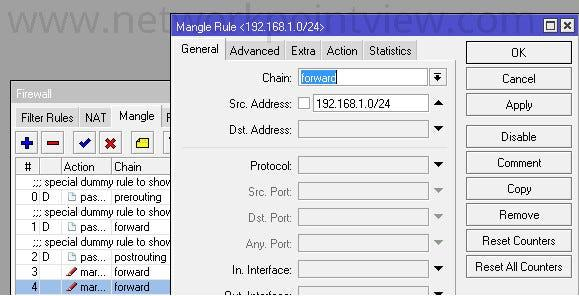 www.networkpointview.com
Mangle Rule <192.168.1.0/24>
General Advanced Extra Action Statistics
Chain: forward
Src. Address: 192.168.1.0/24
Dst. Address:
Protocol:
Src. Port:
Dst. Port:
Any. Port:
In. Interface:
Out. Interface:
OK
Cancel
Apply
Disable
Comment
Copy
Remove
Reset Counters
Reset All Counters
Firewall
Filter Rules NAT Mangle
# Action Chain
;;; special dummy rule to show
0 D pas... prerouting
;;; special dummy rule to show
1 D pas... forward
;;; special dummy rule to show
2 D pas... postrouting
3 mar... forward
4 mar... forward